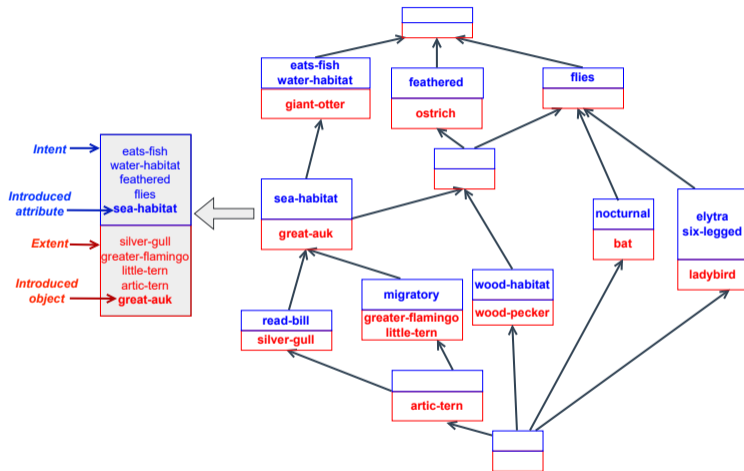 eats-fish
water-habitat
giant-otter
feathered
ostrich
flies
Intent
eats-fish
water-habitat
feathered
flies
sea-habitat
Introduced
attribute
Extent
silver-gull
greater-flamingo
little-tern
artic-tern
great-auk
Introduced
object
sea-habitat
great-auk
nocturnal
bat
elytra
six-legged
ladybird
read-bill
silver-gull
migratory
greater-flamingo
little-tern
wood-habitat
wood-pecker
artic-tern